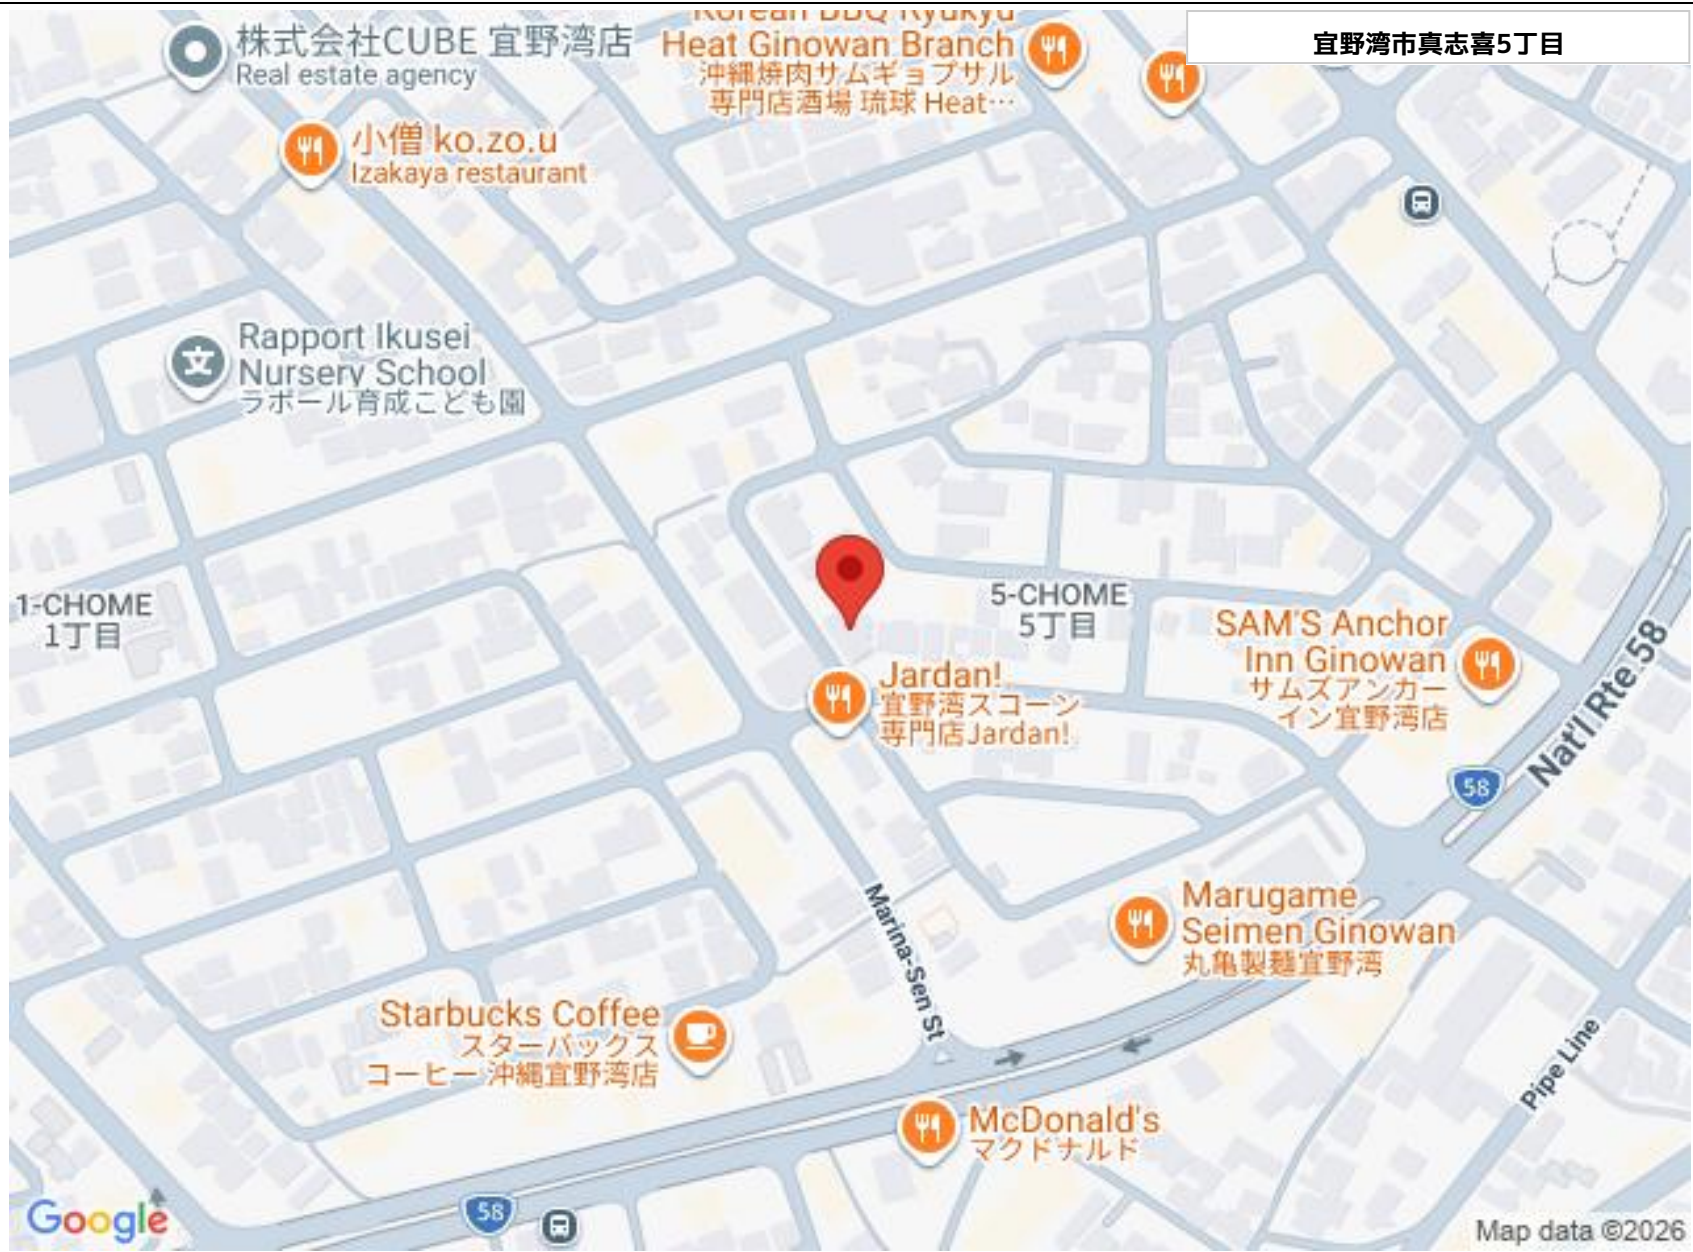 宜野湾市真志喜5丁目
株式会社CUBE 宜野湾店
Real estate agency
Korean BBQ Ryukyu
Heat Ginowan Branch
沖縄焼肉サムギョプサル
専門店酒場 琉球 Heat…
小僧 ko.zo.u
Izakaya restaurant
Rapport Ikusei
Nursery School
ラポール育成こども園
1-CHOME
1丁目
5-CHOME
5丁目
SAM'S Anchor
Inn Ginowan
サムズアンカー
イン宜野湾店
Nat'l Rte 58
Jardan!
宜野湾スコーン
専門店Jardan!
58
Marugame
Seimen Ginowan
丸亀製麺宜野湾
Marina-Sen St
Starbucks Coffee
スターバックス
コーヒー 沖縄宜野湾店
Pipe Line
McDonald's
マクドナルド
58
Google
Map data ©2026